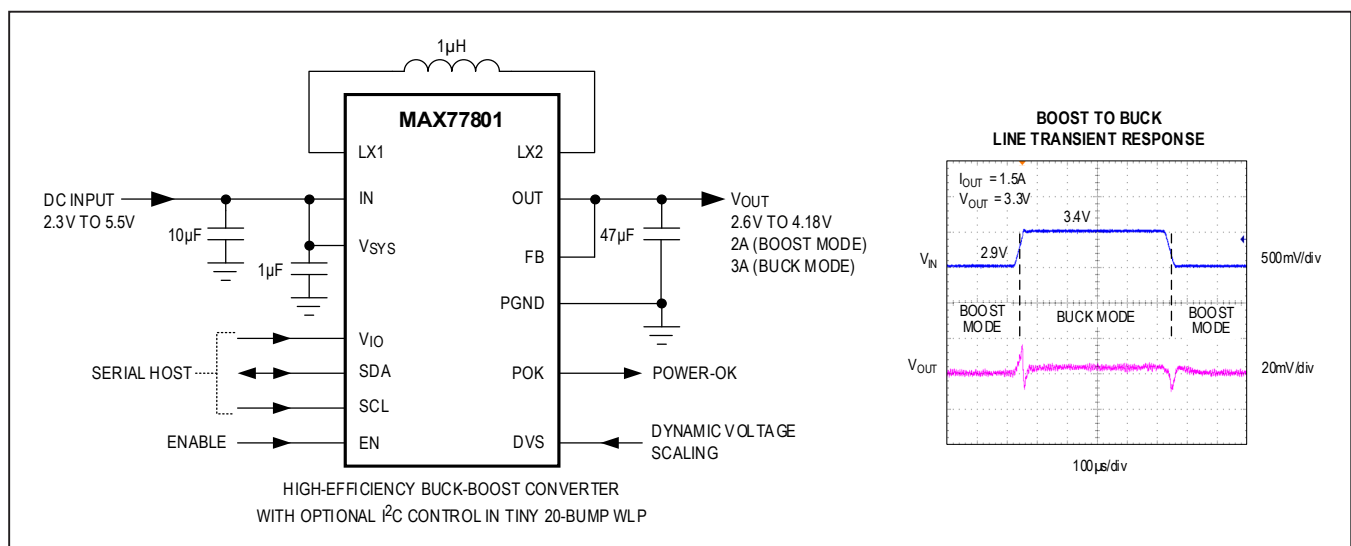 1µH
MAX77801
LX1
LX2
DC INPUT
2.3V TO 5.5V
10µF
IN
VSYS
1µF
OUT
FB
PGND
47µF
VOUT
2.6V TO 4.18V
2A (BOOST MODE)
3A (BUCK MODE)
SERIAL HOST
VIO
SDA
SCL
POK
POWER-OK
ENABLE
EN
DVS
DYNAMIC VOLTAGE
SCALING
HIGH-EFFICIENCY BUCK-BOOST CONVERTER
WITH OPTIONAL I2C CONTROL IN TINY 20-BUMP WLP
BOOST TO BUCK
LINE TRANSIENT RESPONSE
IOUT = 1.5A
VOUT = 3.3V
3.4V
2.9V
VIN
500mV/div
BOOST
MODE
BUCK MODE
BOOST
MODE
VOUT
20mV/div
100µs/div